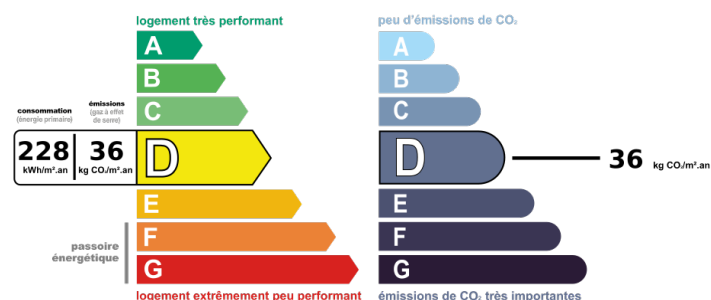 logement très performant
A
B
C
consommation
(énergie primaire)
émissions
(gaz à effet
de serre)
228
kWh/m².an
36
kg CO₂/m².an
D
E
F
G
passoire
énergétique
logement extrêmement peu performant
peu d'émissions de CO₂
A
B
C
D
36
kg CO₂/m².an
E
F
G
émissions de CO₂ très importantes